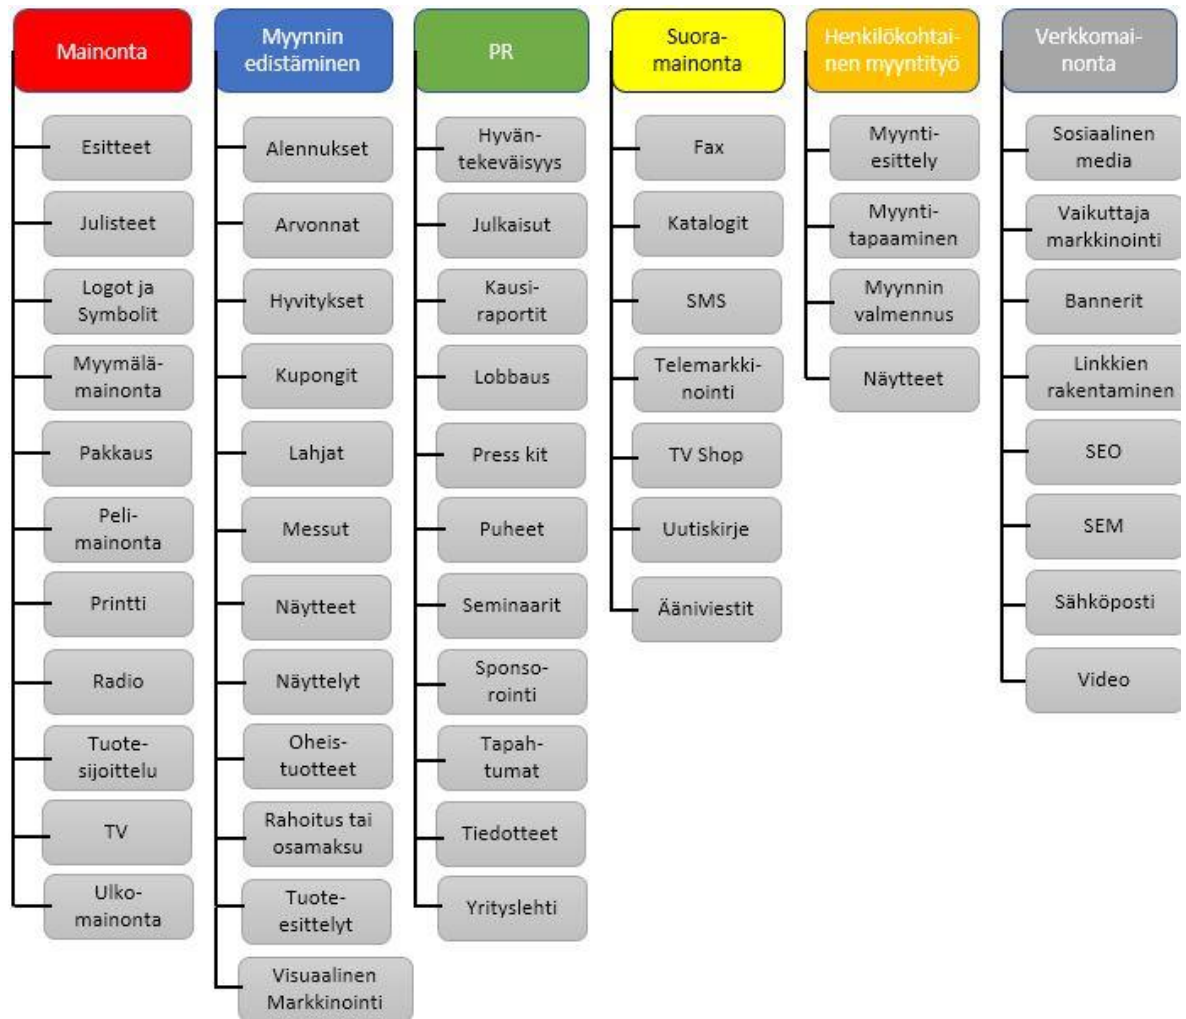 Mainonta
Esitteet
Julisteet
Logot ja
Symbolit
Myymälä-
mainonta
Pakkaus
Peli-
mainonta
Printti
Radio
Tuote-
sijoittelu
TV
Ulko-
mainonta
Myynnin
edistäminen
Alennukset
Arvonnat
Hyvitykset
Kupongit
Lahjat
Messut
Näytteet
Näyttelyt
Oheis-
tuotteet
Rahoitus tai
osamaksu
Tuote-
esittelyt
Visuaalinen
Markkinointi
PR
Hyvän-
tekeväisyys
Julkaisut
Kausi-
raportit
Lobbaus
Press kit
Puheet
Seminaarit
Sponso-
rointi
Tapah-
tumat
Tiedotteet
Yrityslehti
Suora-
mainonta
Fax
Katalogit
SMS
Telemarkki-
nointi
TV Shop
Uutiskirje
Ääniviestit
Henkilökohtai-
nen myyntityö
Myynti-
esittely
Myynti-
tapaaminen
Myynnin
valmennus
Näytteet
Verkkomai-
nonta
Sosiaalinen
media
Vaikuttaja
markkinointi
Bannerit
Linkkien
rakentaminen
SEO
SEM
Sähköposti
Video